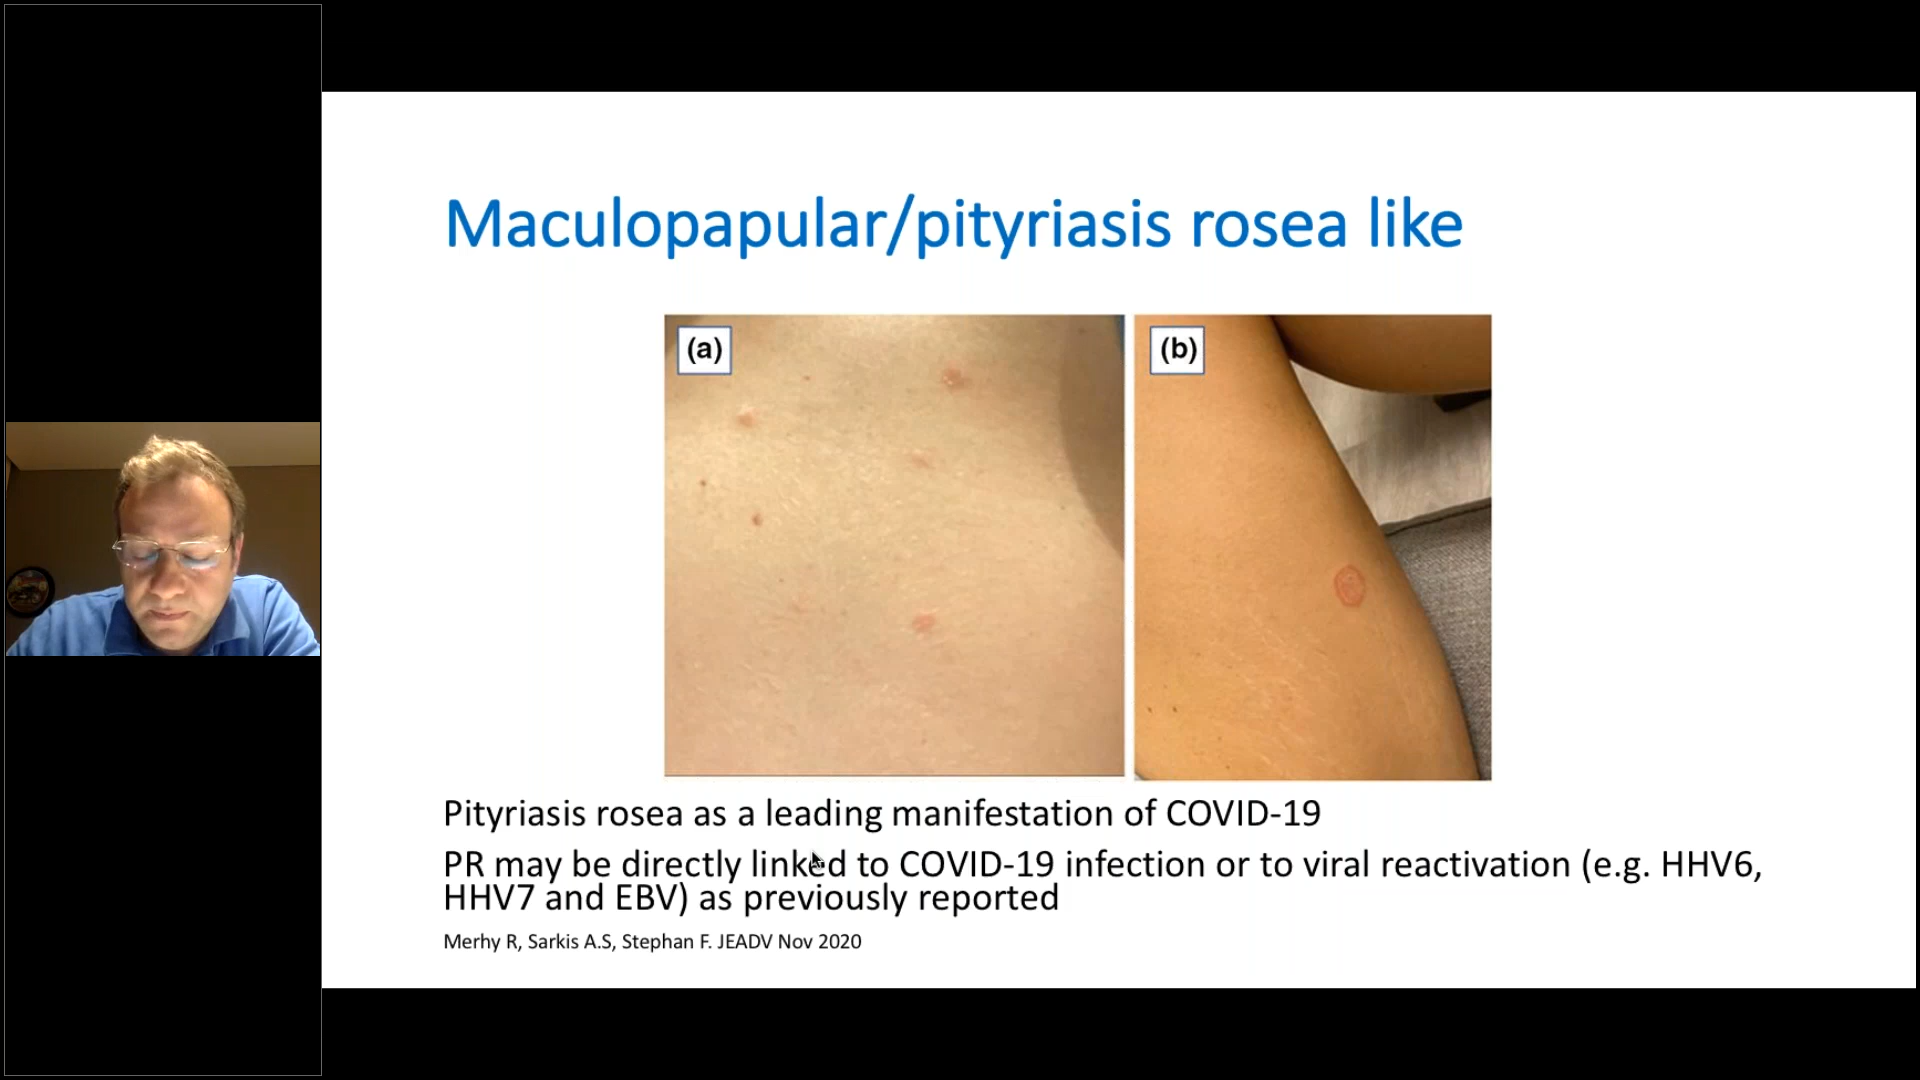 Maculopapular/pityriasis rosea like
(a)
(b)
Pityriasis rosea as a leading manifestation of COVID-19
PR may be directly linked to COVID-19 infection or to viral reactivation (e.g. HHV6,
HHV7 and EBV) as previously reported
Merhy R, Sarkis A.S, Stephan F. JEADV Nov 2020